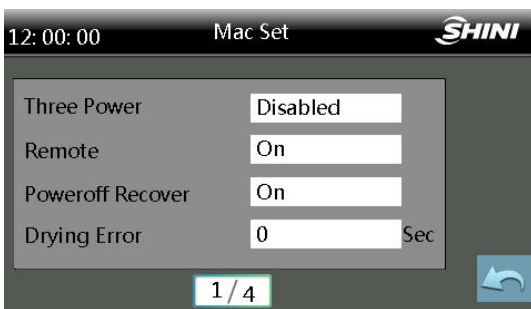 12:00:00 Mac Set SHINI
Three Power Disabled
Remote On
Poweroff Recover On
Drying Error 0 Sec
1/4